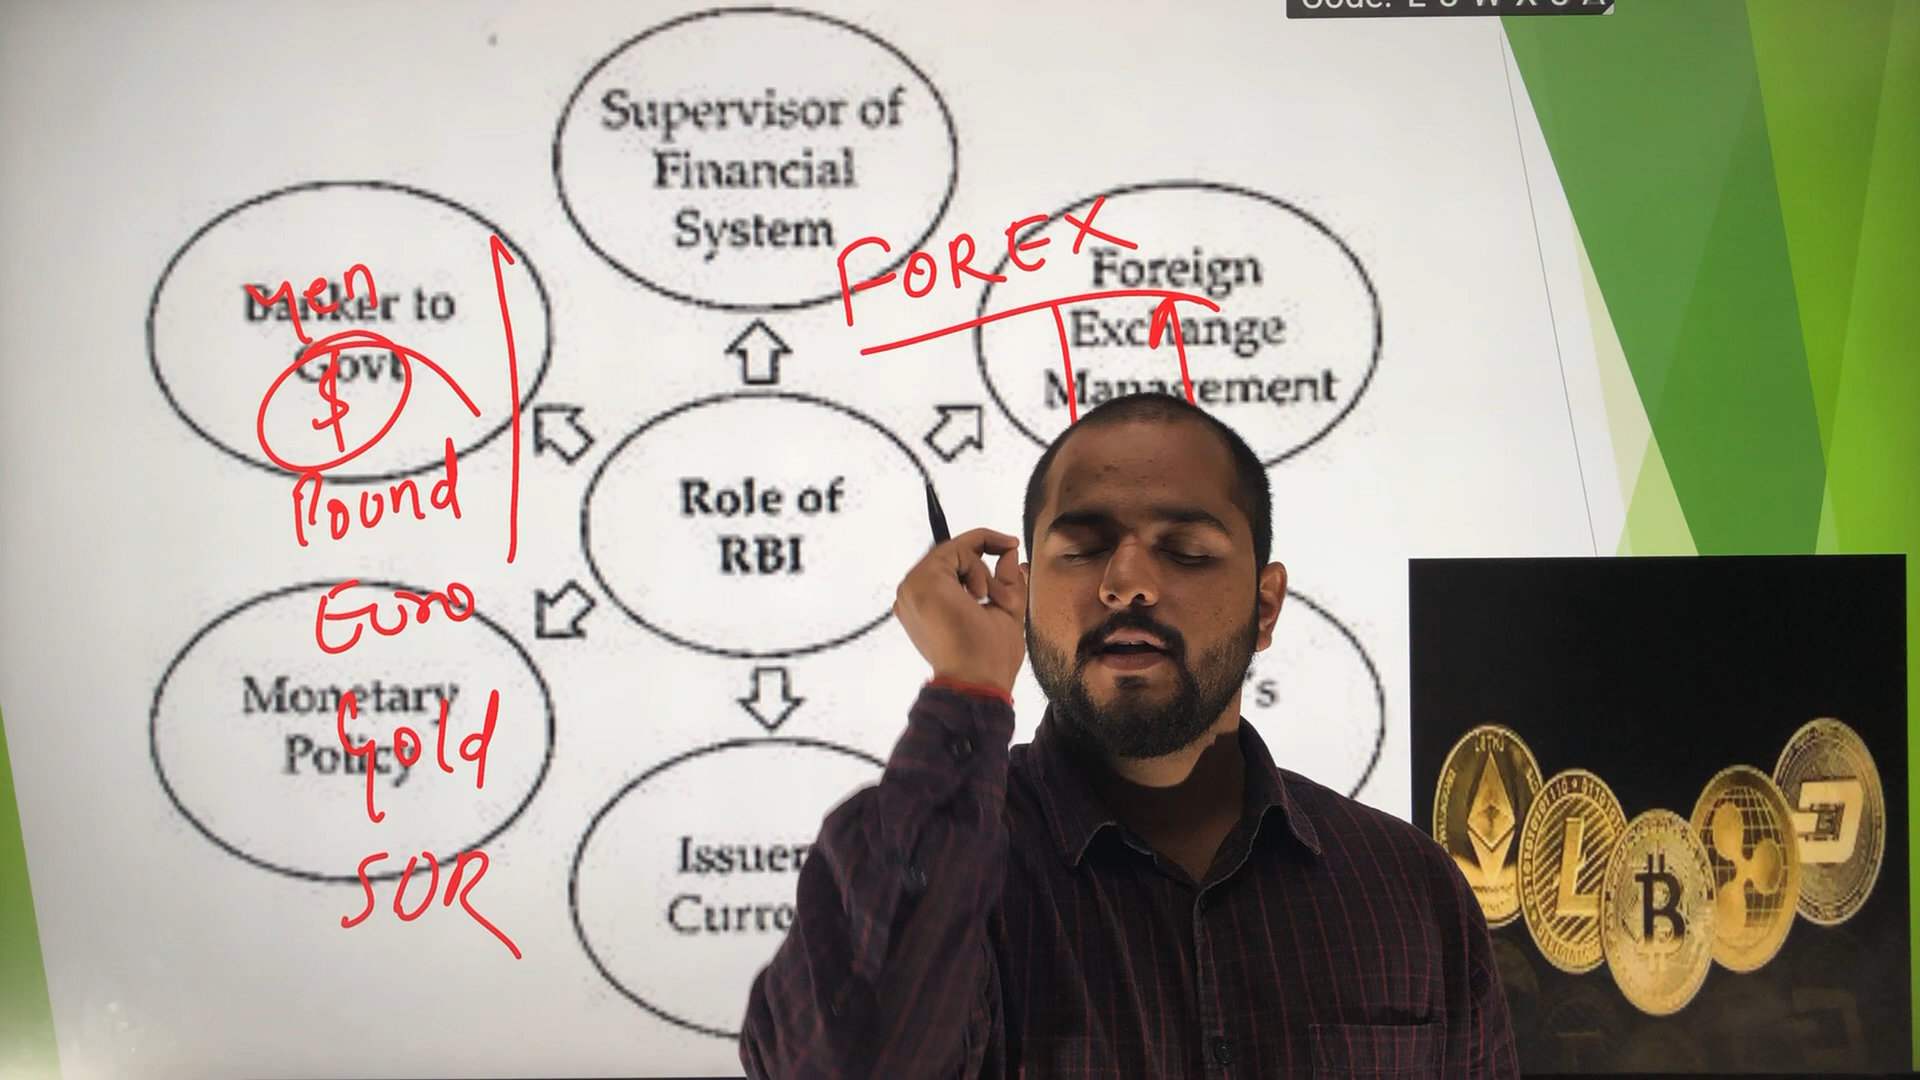 Supervisor of
Financial
System
FOREX
Foreign
Exchange
Management
Banker to
Govt
Yen
$
Pound
Role of
RBI
Euro
Monetary
Policy
Gold
SDR
's
Issuer
Curre
B